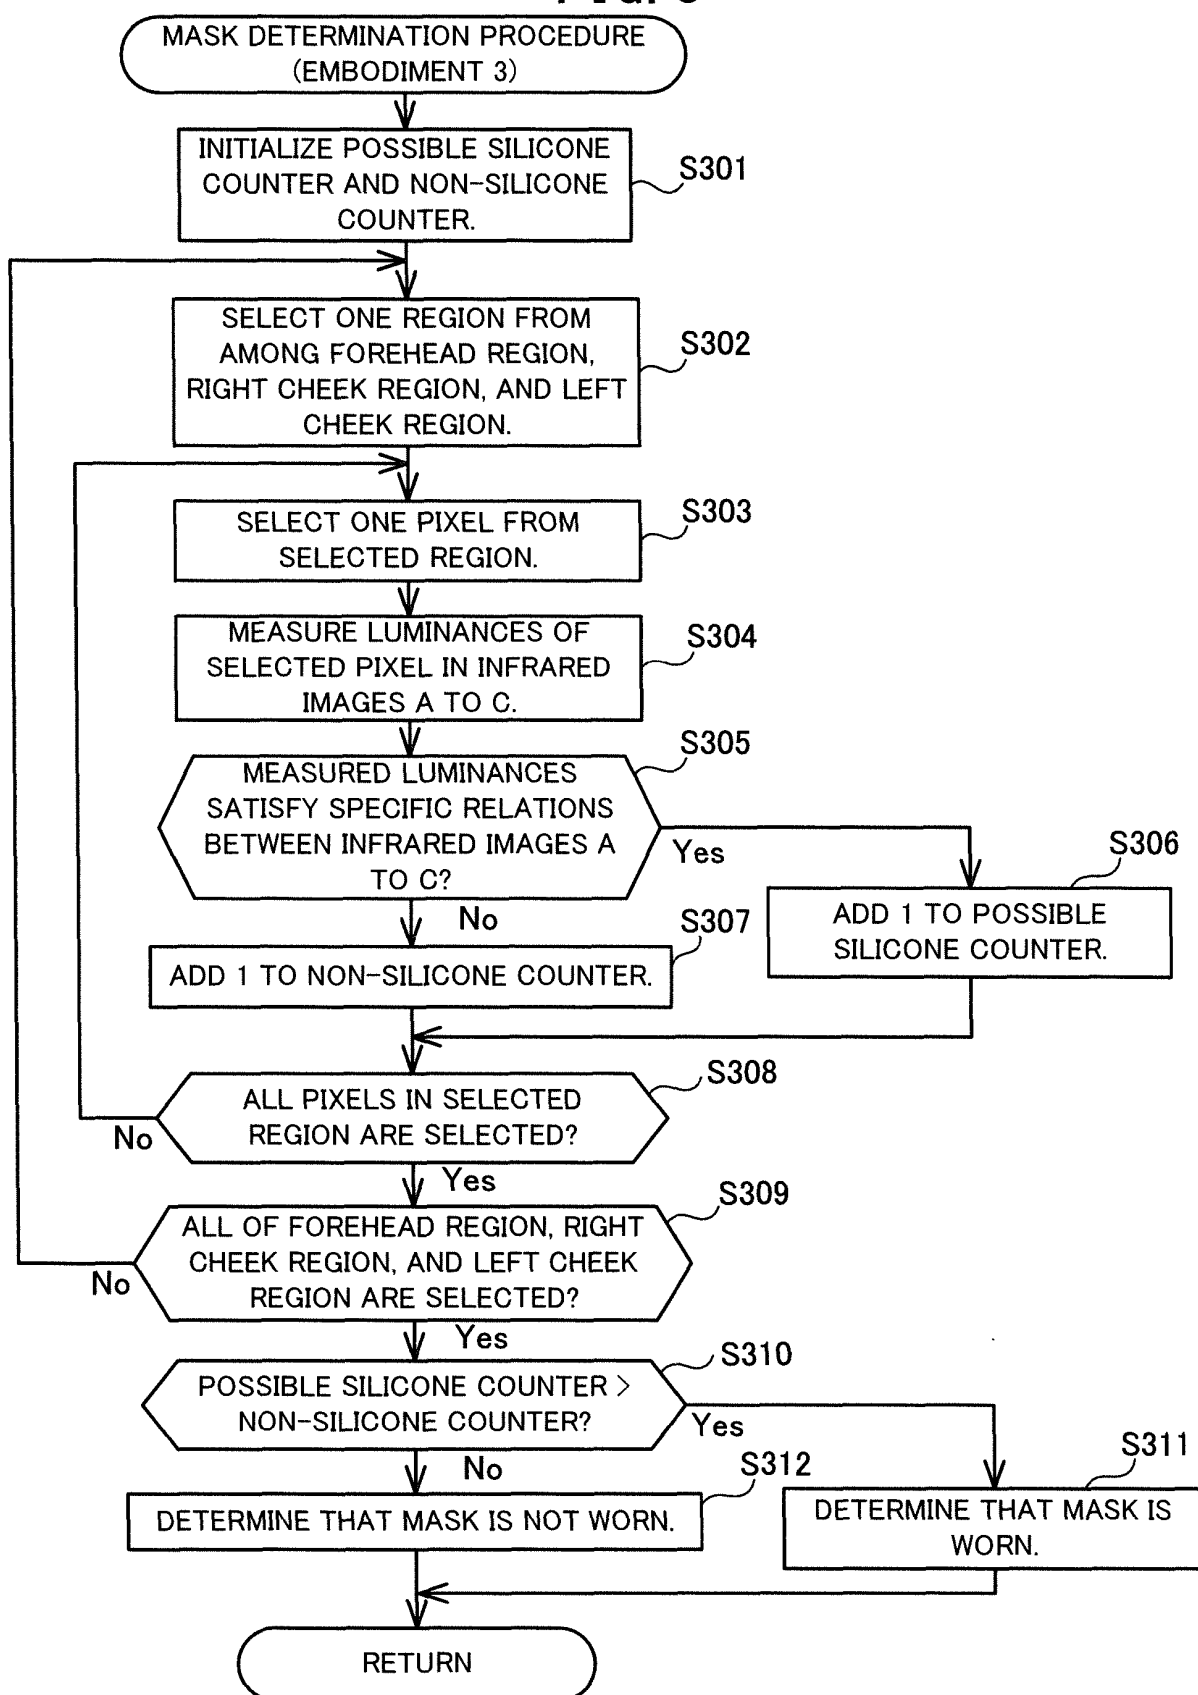 MASK DETERMINATION PROCEDURE
(EMBODIMENT 3)
INITIALIZE POSSIBLE SILICONE
COUNTER AND NON-SILICONE
COUNTER.
S301
SELECT ONE REGION FROM
AMONG FOREHEAD REGION,
RIGHT CHEEK REGION, AND LEFT
CHEEK REGION.
S302
SELECT ONE PIXEL FROM
SELECTED REGION.
S303
MEASURE LUMINANCES OF
SELECTED PIXEL IN INFRARED
IMAGES A TO C.
S304
MEASURED LUMINANCES
SATISFY SPECIFIC RELATIONS
BETWEEN INFRARED IMAGES A
TO C?
S305
Yes
No
S306
ADD 1 TO POSSIBLE
SILICONE COUNTER.
S307
ADD 1 TO NON-SILICONE COUNTER.
S308
ALL PIXELS IN SELECTED
REGION ARE SELECTED?
No
Yes
S309
ALL OF FOREHEAD REGION, RIGHT
CHEEK REGION, AND LEFT CHEEK
REGION ARE SELECTED?
No
Yes
S310
POSSIBLE SILICONE COUNTER >
NON-SILICONE COUNTER?
Yes
No
S311
DETERMINE THAT MASK IS
WORN.
S312
DETERMINE THAT MASK IS NOT WORN.
RETURN